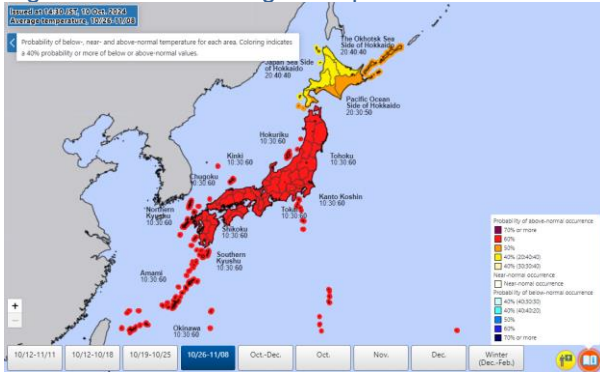 Issued at 14:30 JST, 10 Oct. 2024
Average temperature, 10/26-11/08
Probability of below-, near- and above-normal temperature for each area. Coloring indicates
a 40% probability or more of below or above-normal values.
The Okhotsk Sea
Side of Hokkaido
20:40:40
Japan Sea Side
of Hokkaido
20:40:40
Pacific Ocean
Side of Hokkaido
20:30:50
Hokuriku
10:30:60
Tohoku
10:30:60
Kinki
10:30:60
Chugoku
10:30:60
Kanto Koshin
10:30:60
Tokai
10:30:60
Northern
Kyushu
10:30:60
Shikoku
10:30:60
Southern
Kyushu
10:30:60
Amami
10:30:60
Okinawa
10:30:60
Probability of above-normal occurrence
70% or more
60%
50%
40% (20:40:40)
40% (30:30:40)
Near-normal occurrence
Near-normal occurrence
Probability of below-normal occurrence
40% (40:30:30)
40% (40:40:20)
50%
60%
70% or more
+
−
10/12-11/11
10/12-10/18
10/19-10/25
10/26-11/08
Oct.-Dec.
Oct.
Nov.
Dec.
Winter
(Dec.-Feb.)